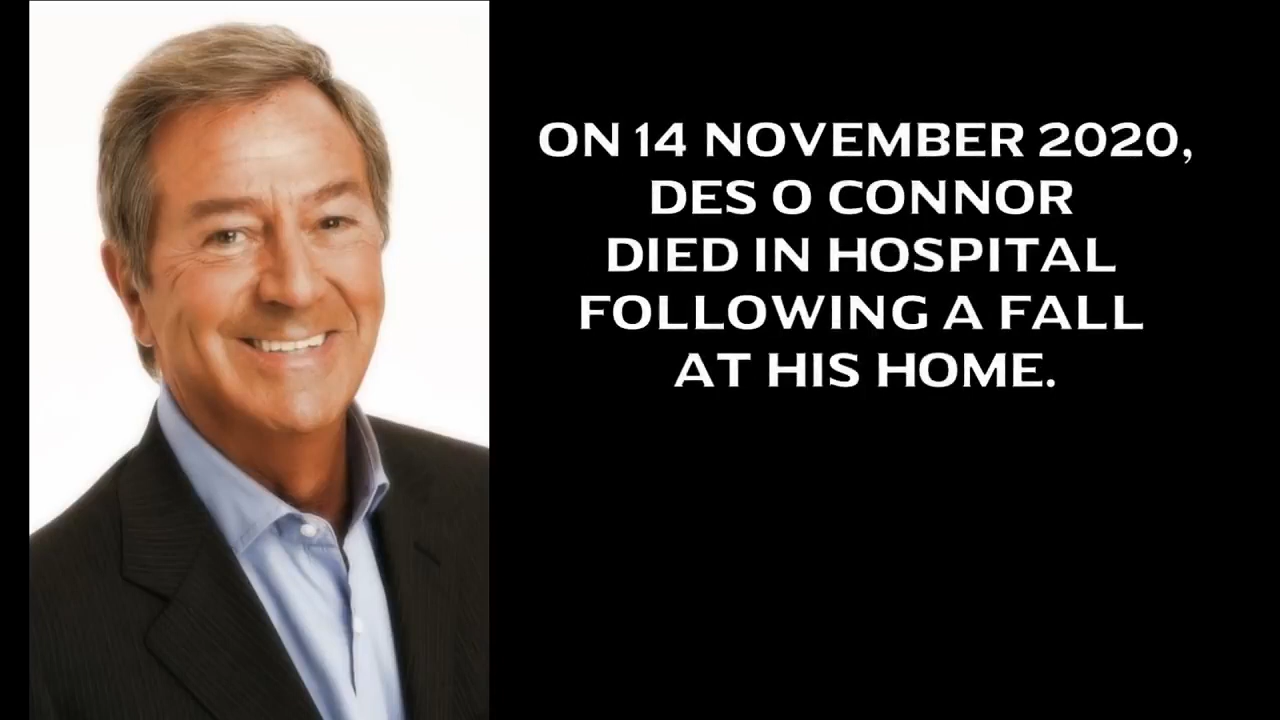 ON 14 NOVEMBER 2020,
DES O CONNOR
DIED IN HOSPITAL
FOLLOWING A FALL
AT HIS HOME.